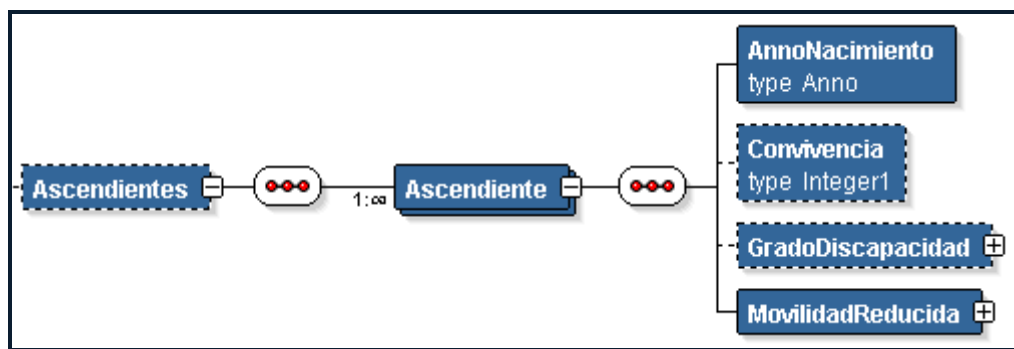 AnnoNacimiento
type Anno
Convivencia
type Integer1
Ascendientes
1:∞
Ascendiente
GradoDiscapacidad
MovilidadReducida